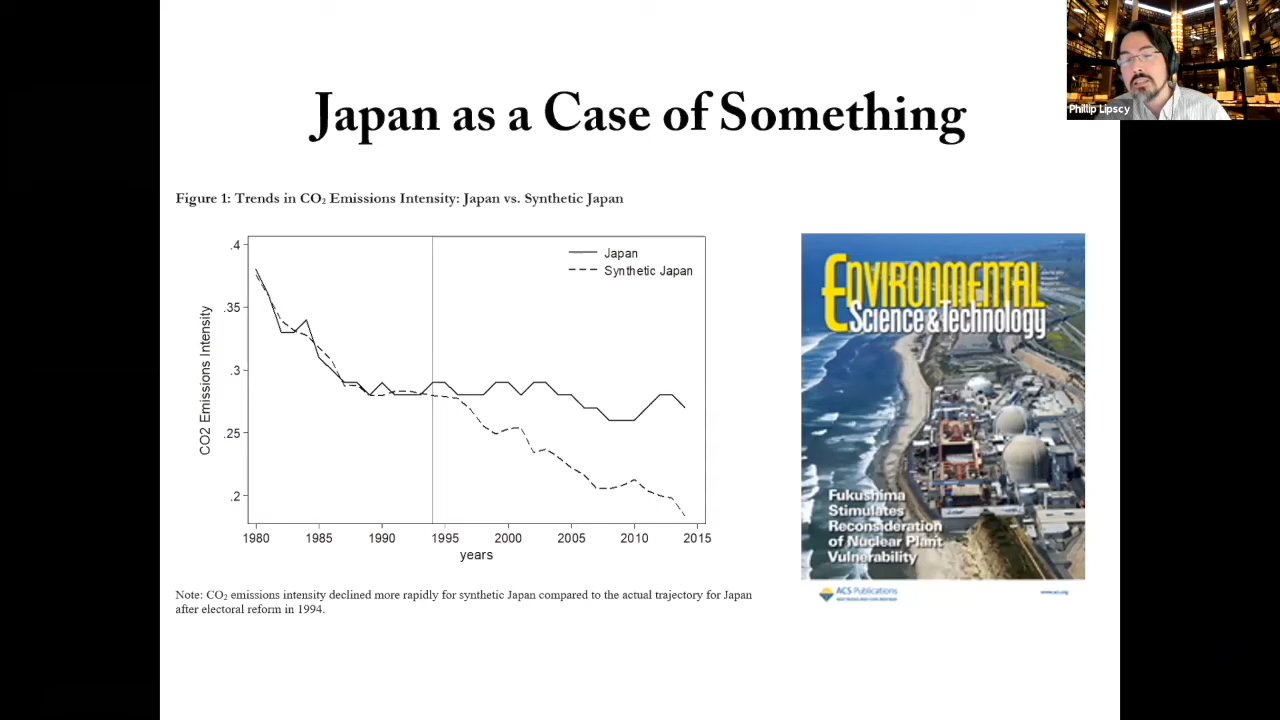 Japan as a Case of Something
Phillip Lipscy
Figure 1: Trends in CO₂ Emissions Intensity: Japan vs. Synthetic Japan
CO2 Emissions Intensity
.4
.35
.3
.25
.2
Japan
Synthetic Japan
1980 1985 1990 1995 2000 2005 2010 2015
years
Note: CO₂ emissions intensity declined more rapidly for synthetic Japan compared to the actual trajectory for Japan
after electoral reform in 1994.
ENVIRONMENTAL
Science & Technology
Fukushima
Stimulates
Reconsideration
of Nuclear Plant
Vulnerability
ACS Publications
www.acs.org